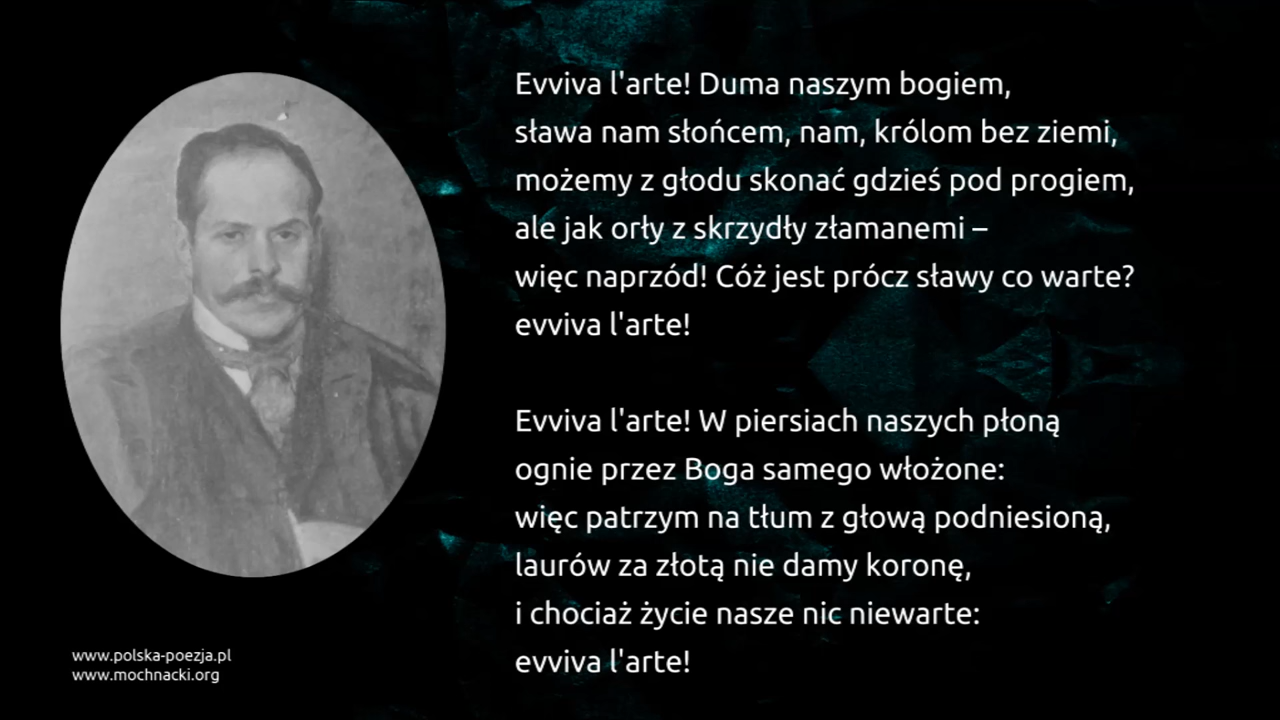 Evviva l'arte! Duma naszym bogiem,
sława nam słońcem, nam, królom bez ziemi,
możemy z głodu skonać gdzieś pod progiem,
ale jak orły z skrzydły złamanemi –
więc naprzód! Cóż jest prócz sławy co warte?
evviva l'arte!

Evviva l'arte! W piersiach naszych płoną
ognie przez Boga samego włożone:
więc patrzym na tłum z głową podniesioną,
laurów za złotą nie damy koronę,
i chociaż życie nasze nic niewarte:
evviva l'arte!

www.polska-poezja.pl
www.mochnacki.org